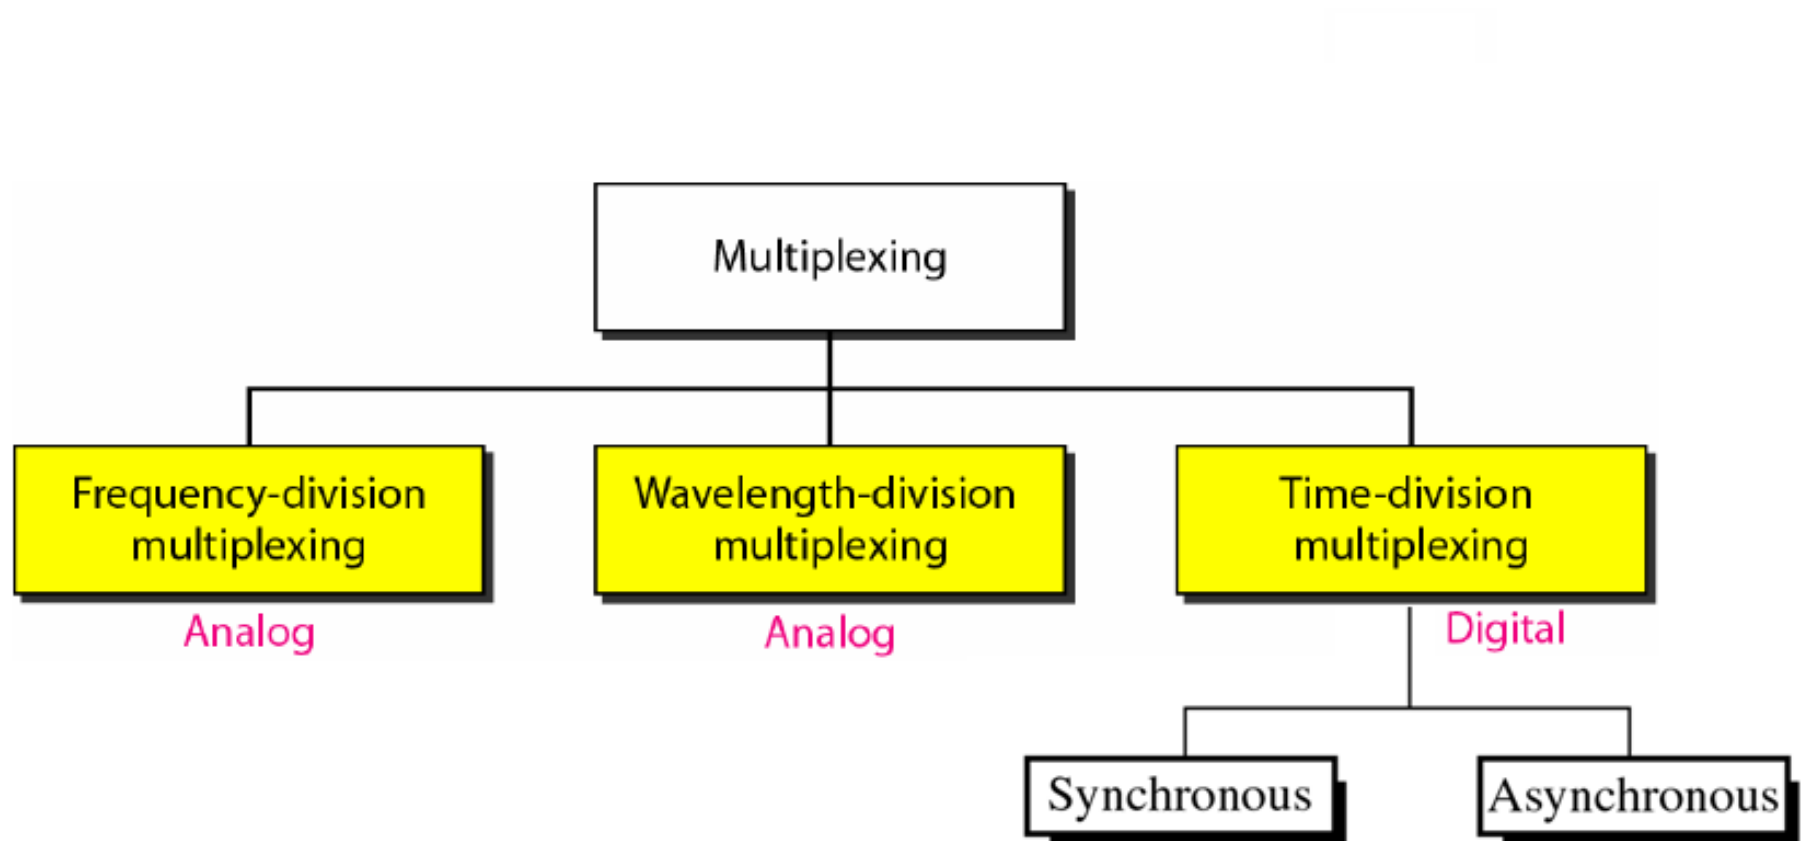 Multiplexing
Frequency-division
multiplexing
Wavelength-division
multiplexing
Time-division
multiplexing
Analog
Analog
Digital
Synchronous
Asynchronous